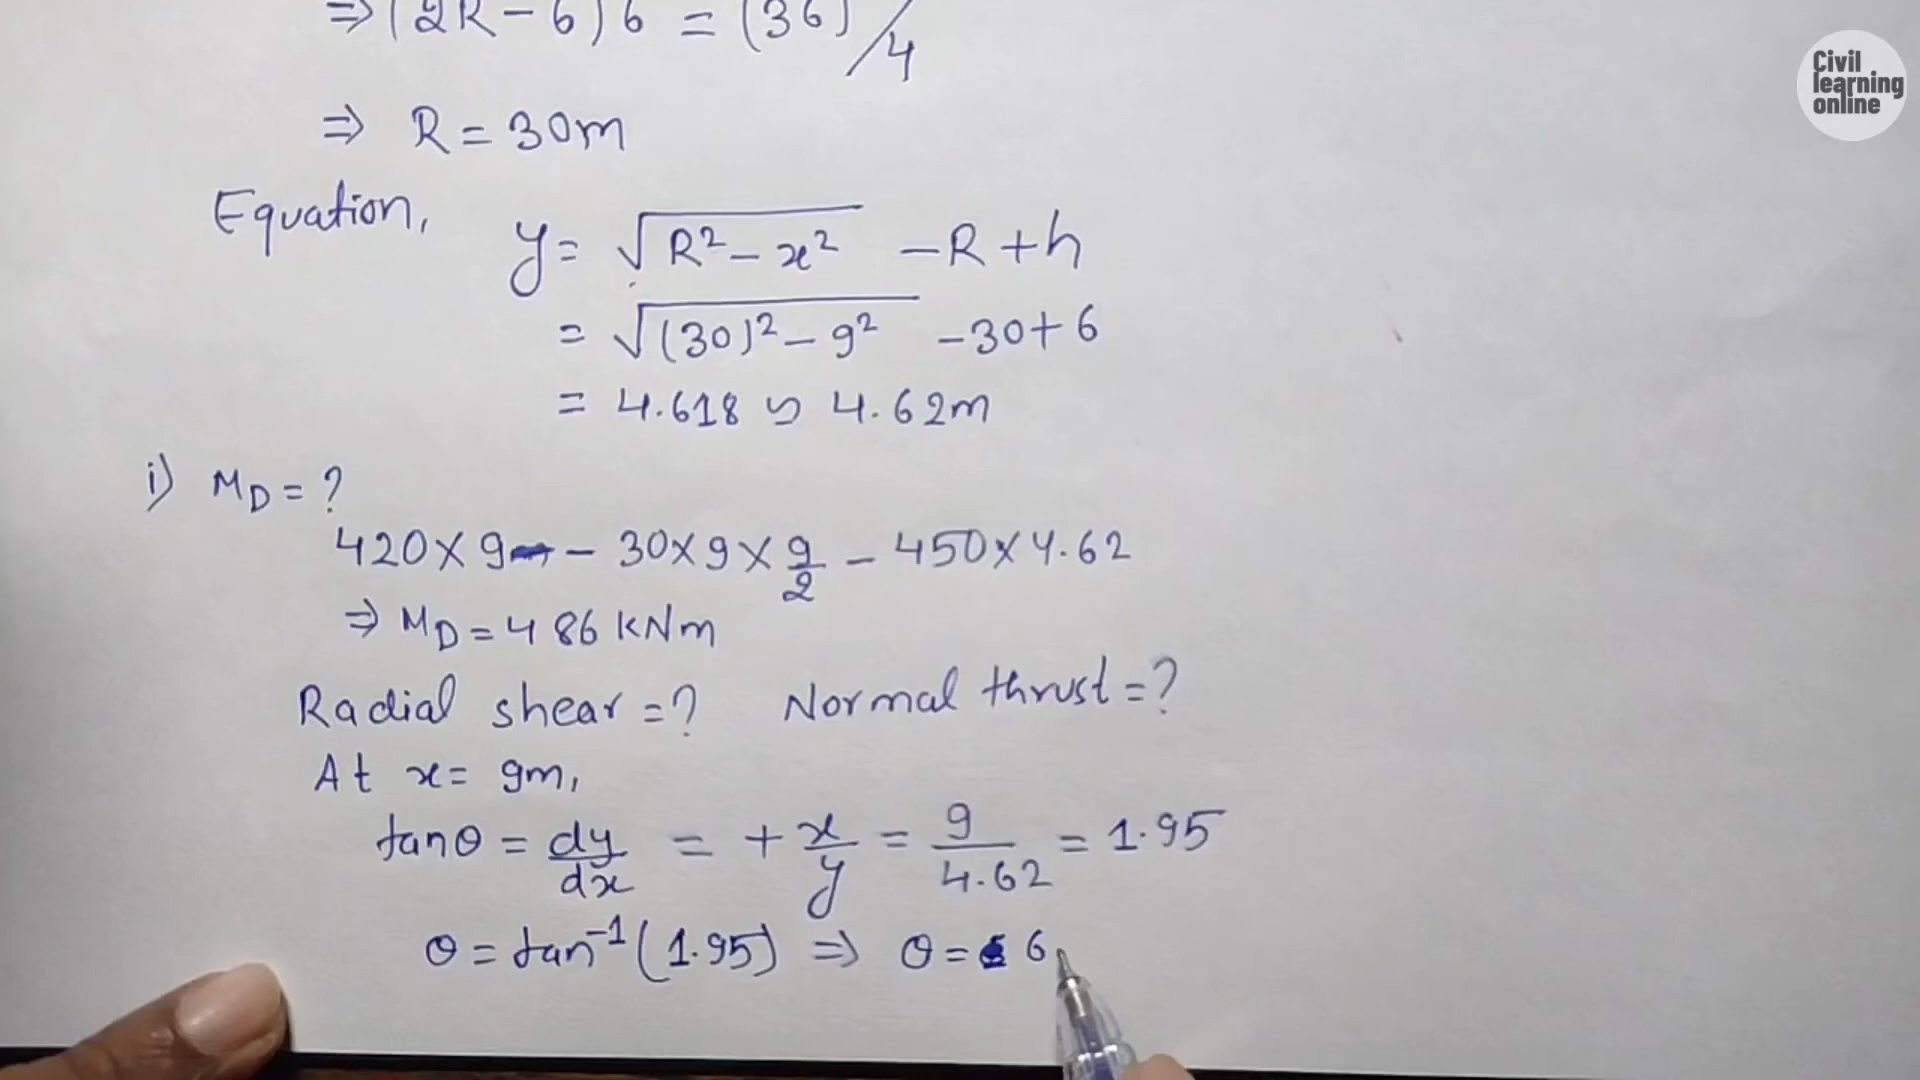 ⇒ (2R - 6) 6 = (36)/4
Civil learning online
⇒ R = 30m
Equation,
y = √(R² - x²) - R + h
= √((30)² - 9²) - 30 + 6
= 4.618 ∽ 4.62m
i) MD = ?
420 × 9 - 30 × 9 × 9/2 - 450 × 4.62
⇒ MD = 486 kNm
Radial shear = ? Normal thrust = ?
At x = 9m,
tanθ = dy/dx = + x/y = 9/4.62 = 1.95
θ = tan⁻¹(1.95) ⇒ θ = 6